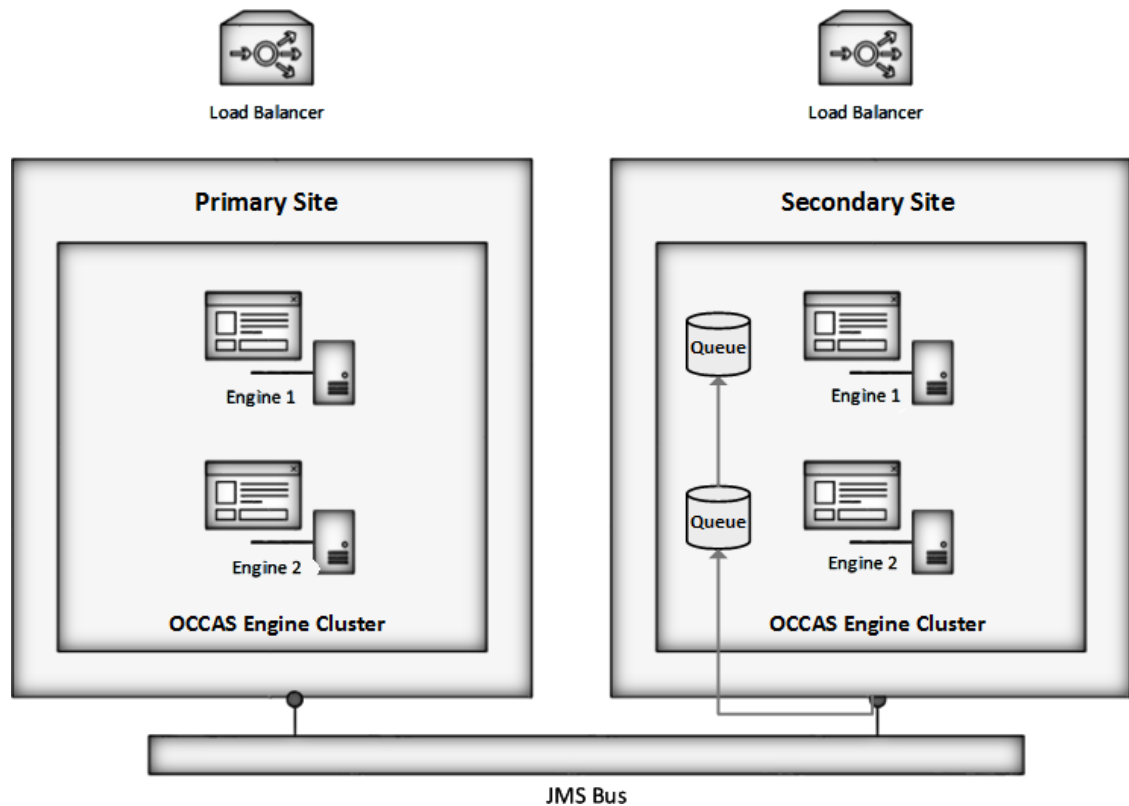 Load Balancer
Load Balancer
Primary Site
Secondary Site
Engine 1
Engine 2
OCCAS Engine Cluster
Queue
Engine 1
Queue
Engine 2
OCCAS Engine Cluster
JMS Bus